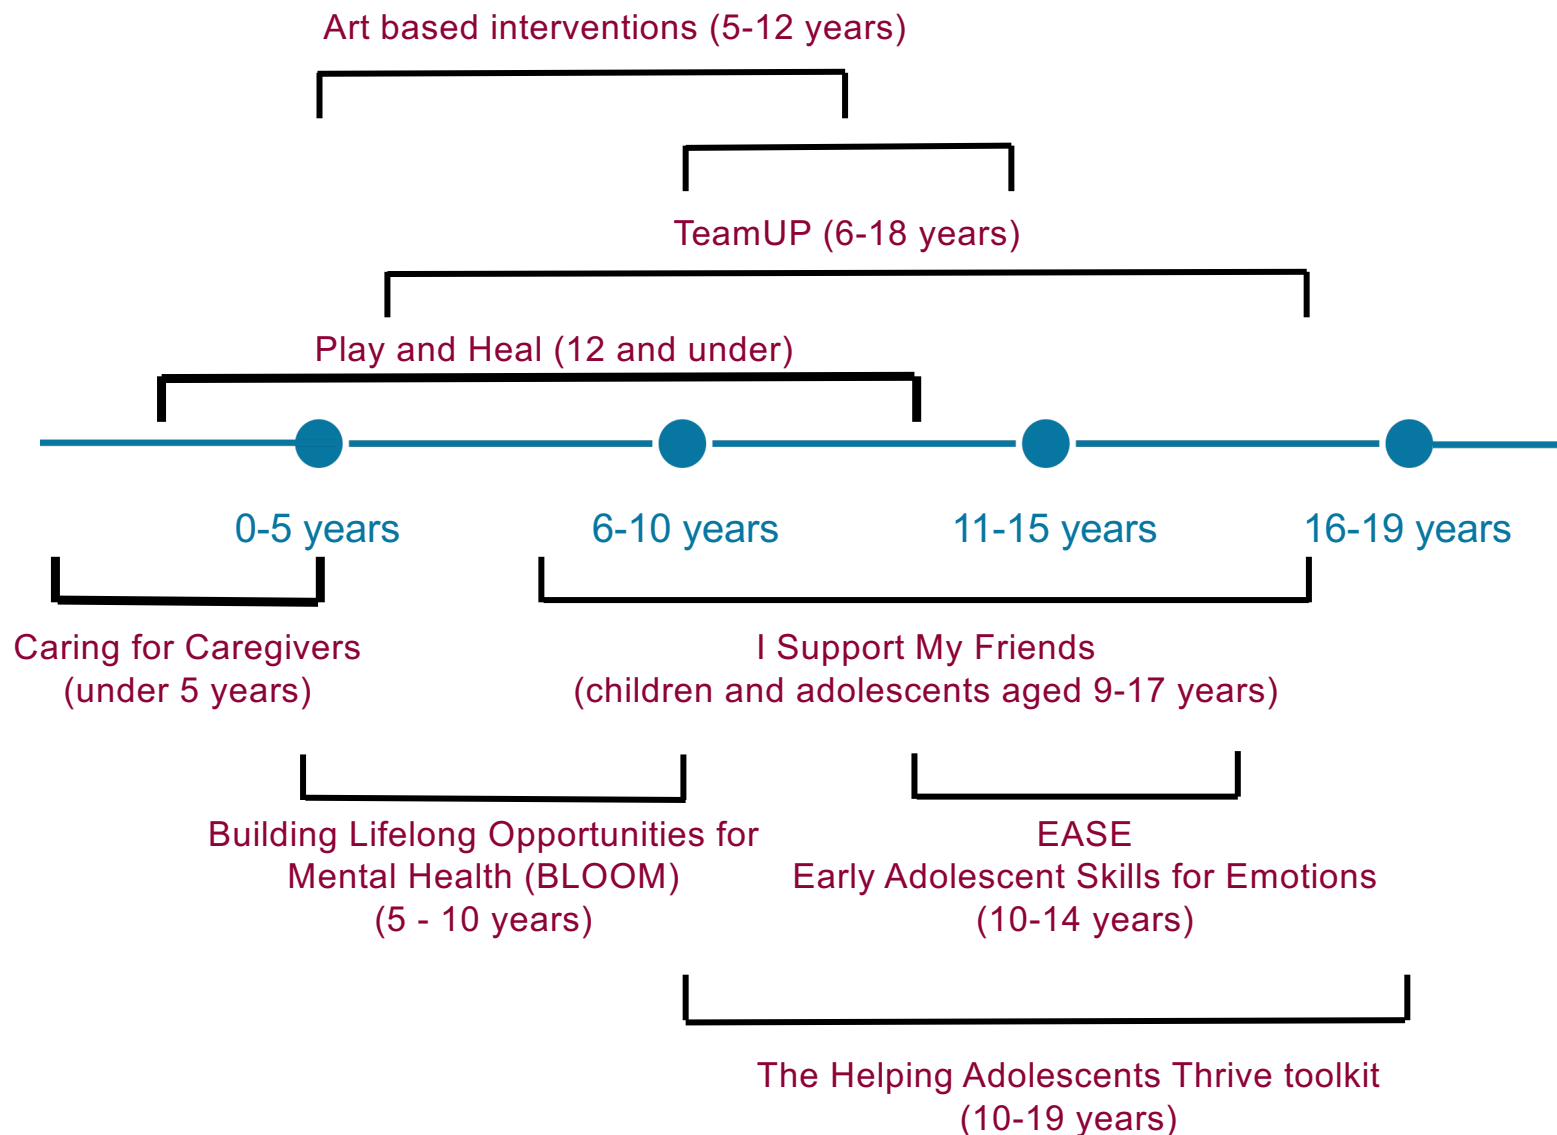 Art based interventions (5-12 years)
TeamUP (6-18 years)
Play and Heal (12 and under)
0-5 years
6-10 years
11-15 years
16-19 years
Caring for Caregivers
(under 5 years)
I Support My Friends
(children and adolescents aged 9-17 years)
Building Lifelong Opportunities for
Mental Health (BLOOM)
(5 - 10 years)
EASE
Early Adolescent Skills for Emotions
(10-14 years)
The Helping Adolescents Thrive toolkit
(10-19 years)